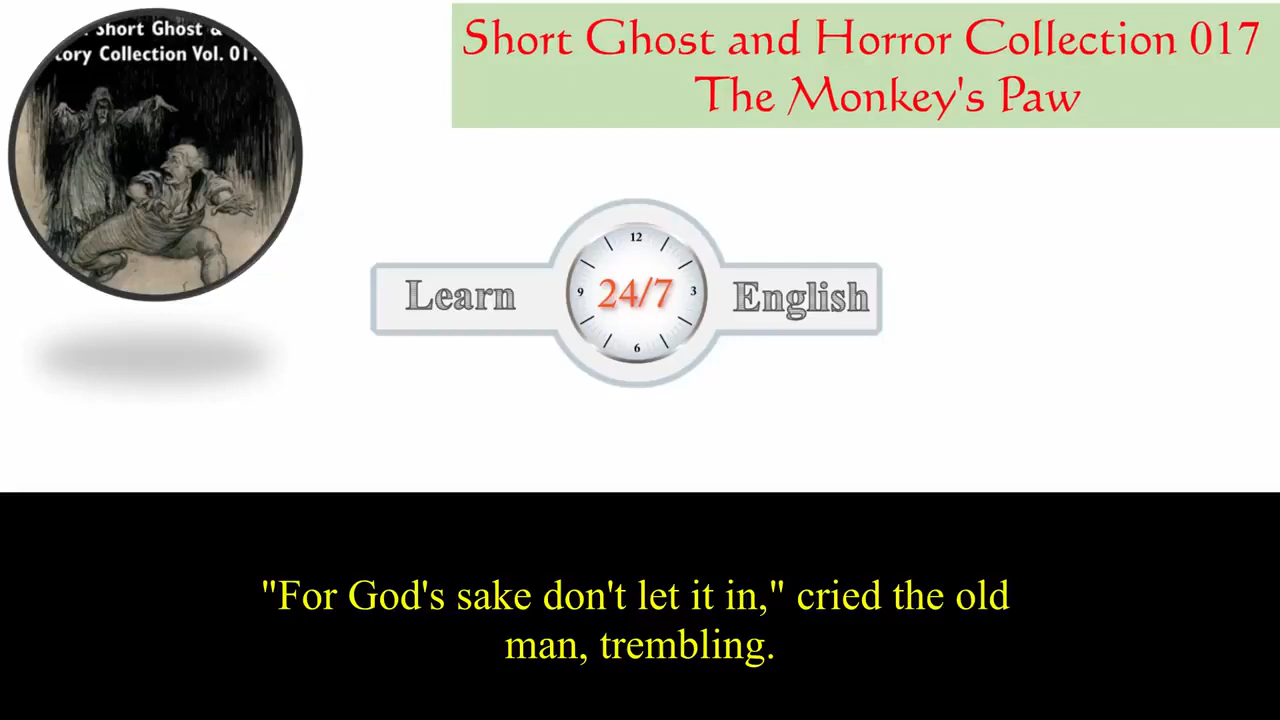 Short Ghost &
tory Collection Vol. 01
Short Ghost and Horror Collection 017
The Monkey's Paw
Learn
24/7
English
12
9
3
6
"For God's sake don't let it in," cried the old
man, trembling.